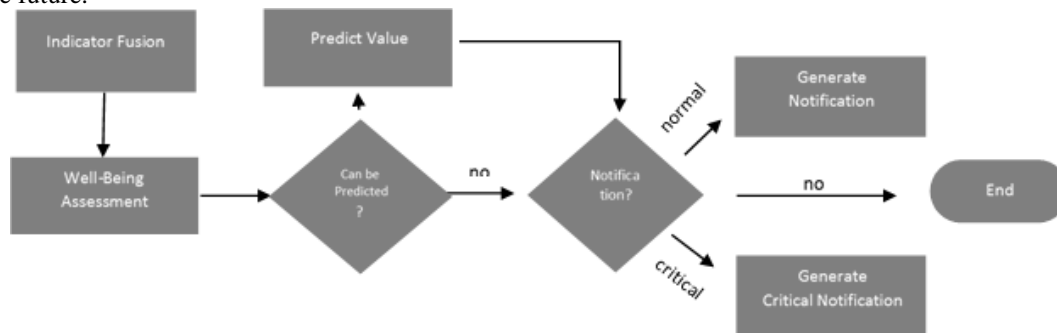 e future.
Indicator Fusion
Predict Value
Generate
Notification
normal
Well-Being
Assessment
Can be
Predicted
?
no
Notifica
tion?
no
End
critical
Generate
Critical Notification